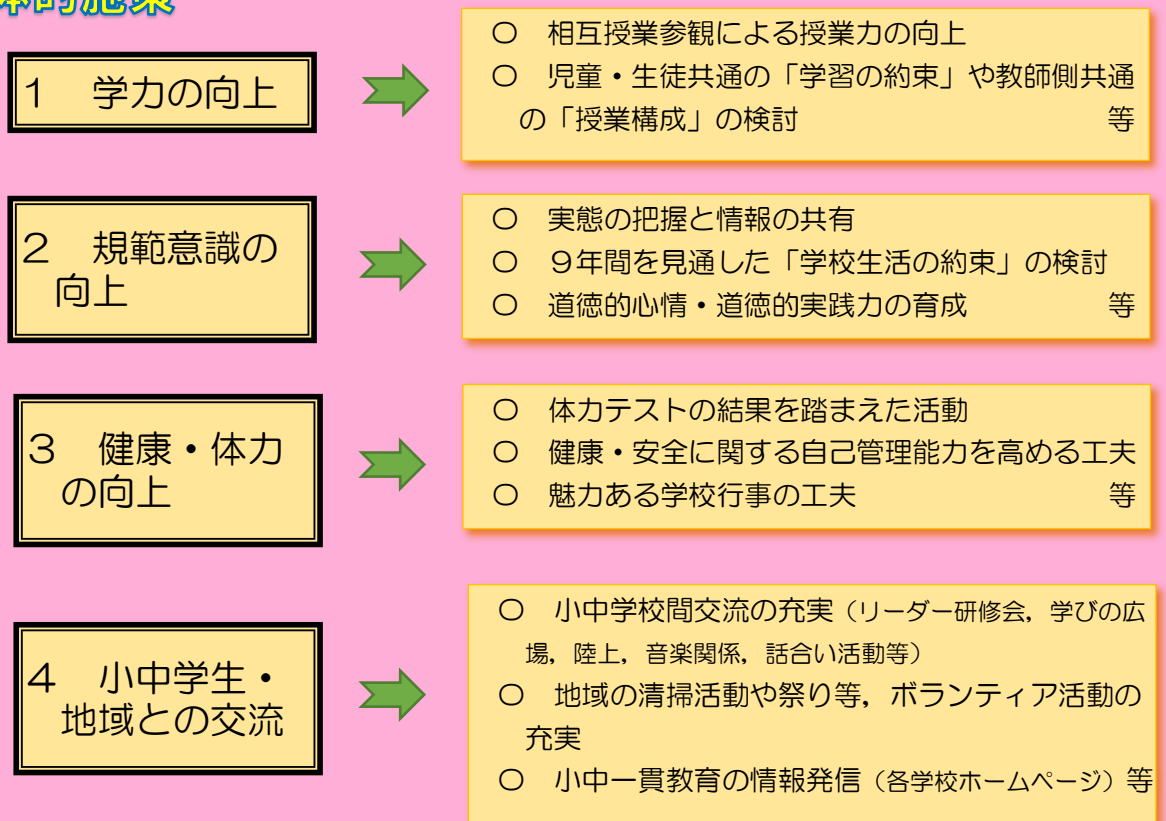 体的施策
1　学力の向上
〇　相互授業参観による授業力の向上
〇　児童・生徒共通の「学習の約束」や教師側共通
の「授業構成」の検討　等
2　規範意識の
向上
〇　実態の把握と情報の共有
〇　９年間を見通した「学校生活の約束」の検討
〇　道徳的心情・道徳的実践力の育成　等
3　健康・体力
の向上
〇　体力テストの結果を踏まえた活動
〇　健康・安全に関する自己管理能力を高める工夫
〇　魅力ある学校行事の工夫　等
4　小中学生・
地域との交流
〇　小中学校間交流の充実（リーダー研修会，学びの広
場，陸上，音楽関係，話合い活動等）
〇　地域の清掃活動や祭り等，ボランティア活動の
充実
〇　小中一貫教育の情報発信（各学校ホームページ）等